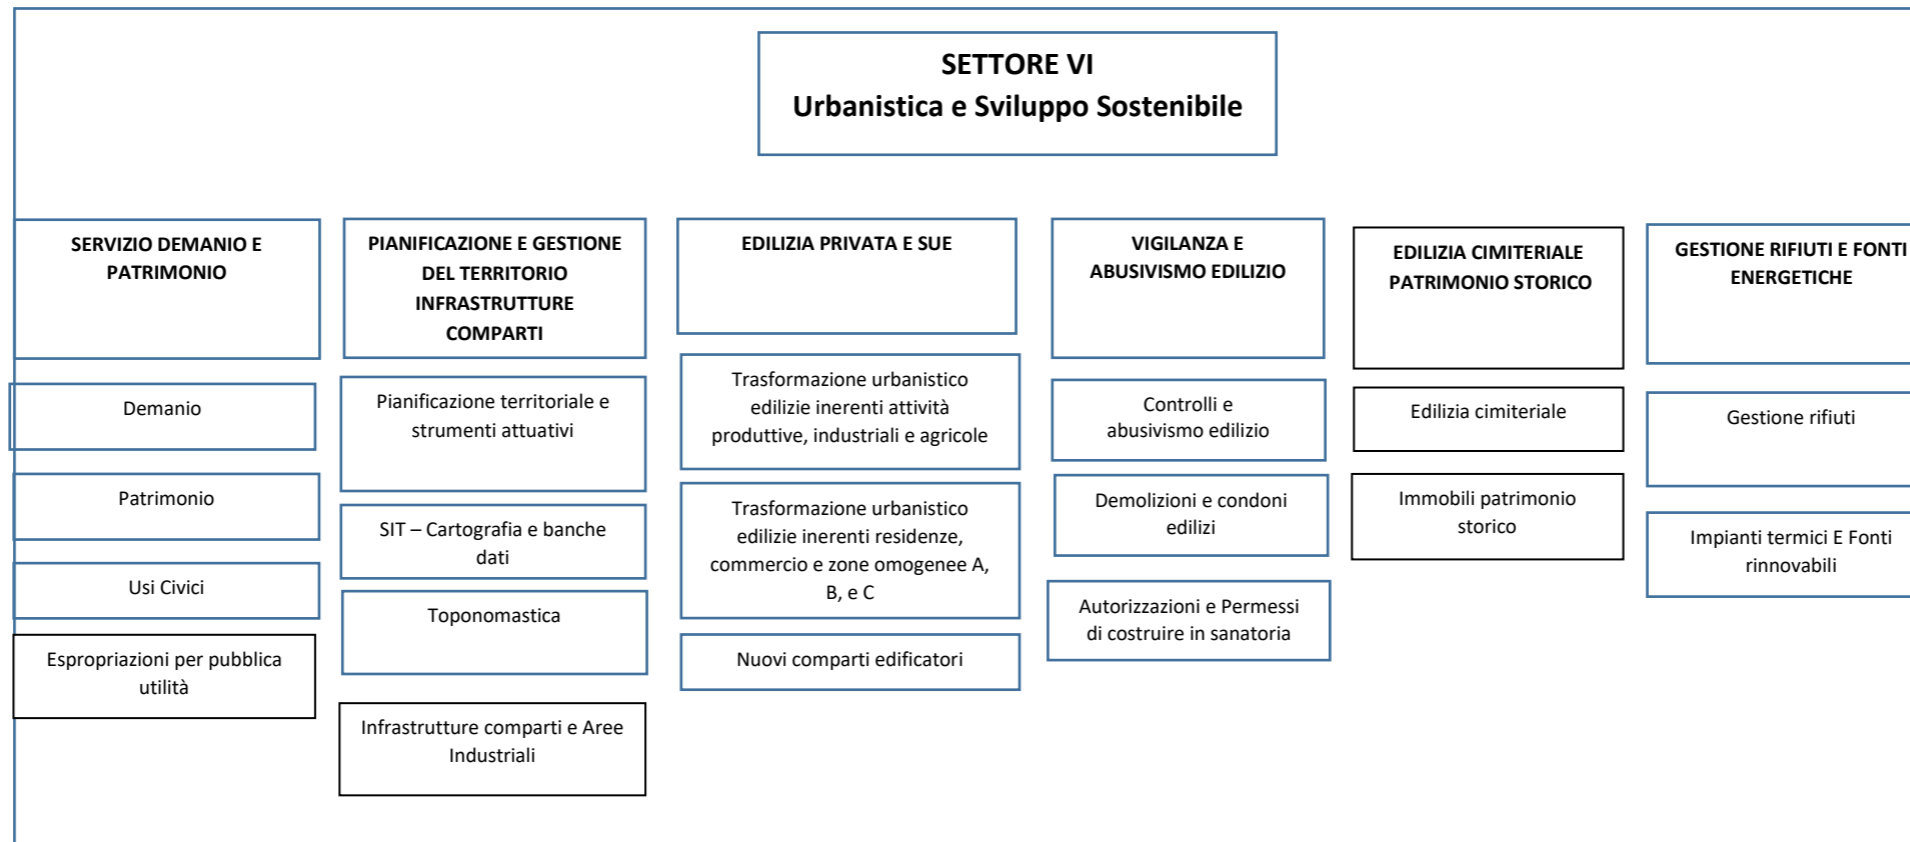 SETTORE VI
Urbanistica e Sviluppo Sostenibile
SERVIZIO DEMANIO E
PATRIMONIO
Demanio
Patrimonio
Usi Civici
Espropriazioni per pubblica
utilità
PIANIFICAZIONE E GESTIONE
DEL TERRITORIO
INFRASTRUTTURE
COMPARTI
Pianificazione territoriale e
strumenti attuativi
SIT – Cartografia e banche
dati
Toponomastica
Infrastrutture comparti e Aree
Industriali
EDILIZIA PRIVATA E SUE
Trasformazione urbanistico
edilizie inerenti attività
produttive, industriali e agricole
Trasformazione urbanistico
edilizie inerenti residenze,
commercio e zone omogenee A,
B, e C
Nuovi comparti edificatori
VIGILANZA E
ABUSIVISMO EDILIZIO
Controlli e
abusivismo edilizio
Demolizioni e condoni
edilizi
Autorizzazioni e Permessi
di costruire in sanatoria
EDILIZIA CIMITERIALE
PATRIMONIO STORICO
Edilizia cimiteriale
Immobili patrimonio
storico
GESTIONE RIFIUTI E FONTI
ENERGETICHE
Gestione rifiuti
Impianti termici E Fonti
rinnovabili